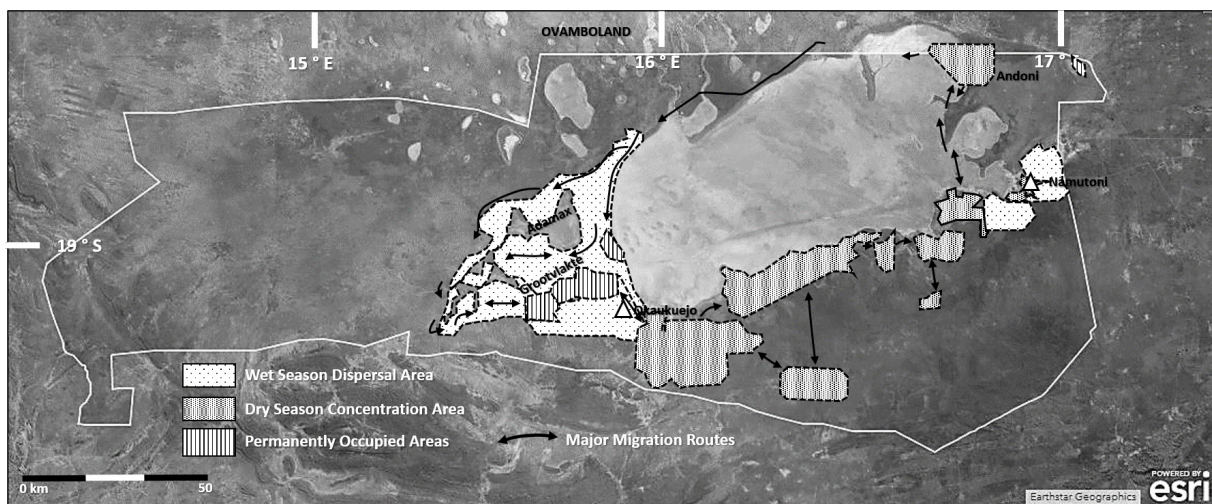 OVAMBOLAND
15 ° E
16 ° E
17 ° E
Andoni
Namutoni
Adamax
19 ° S
Grootvlakte
Okaukuejo
Wet Season Dispersal Area
Dry Season Concentration Area
Permanently Occupied Areas
Major Migration Routes
0 km
50
POWERED BY
esri
Earthstar Geographics